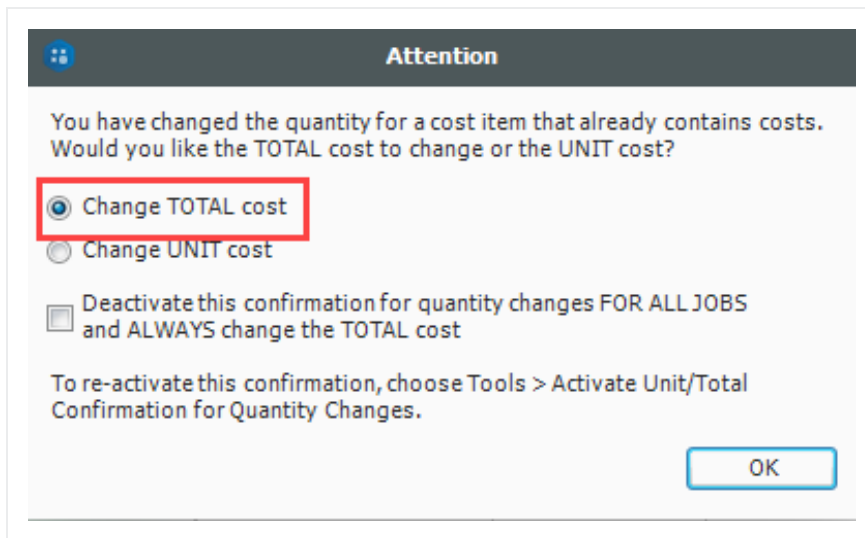 Attention
You have changed the quantity for a cost item that already contains costs.
Would you like the TOTAL cost to change or the UNIT cost?
Change TOTAL cost
Change UNIT cost
Deactivate this confirmation for quantity changes FOR ALL JOBS
and ALWAYS change the TOTAL cost
To re-activate this confirmation, choose Tools > Activate Unit/Total
Confirmation for Quantity Changes.
OK